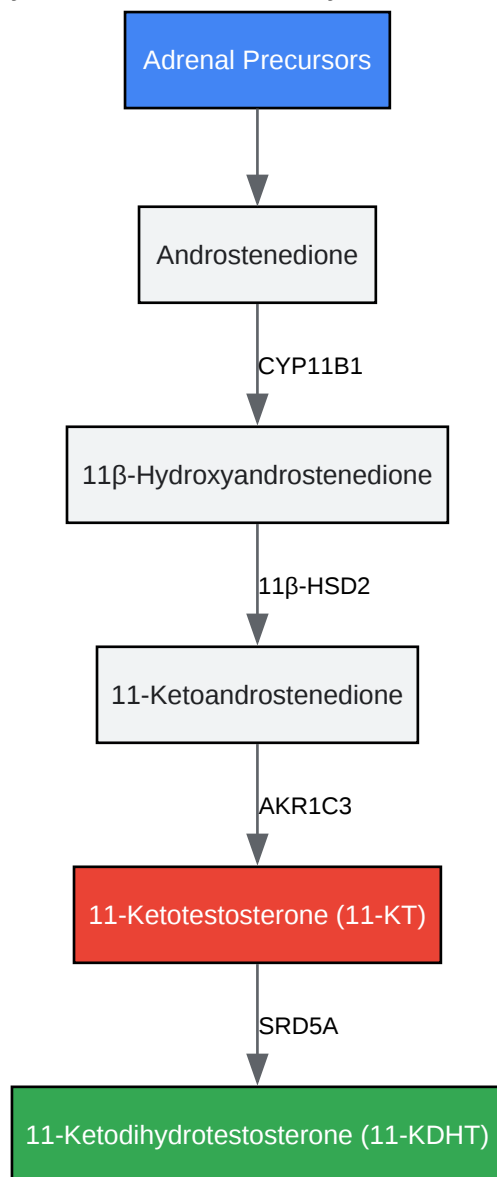 Adrenal Precursors
Androstenedione
CYP11B1
11β-Hydroxyandrostenedione
11β-HSD2
11-Ketoandrostenedione
AKR1C3
11-Ketotestosterone (11-KT)
SRD5A
11-Ketodihydrotestosterone (11-KDHT)